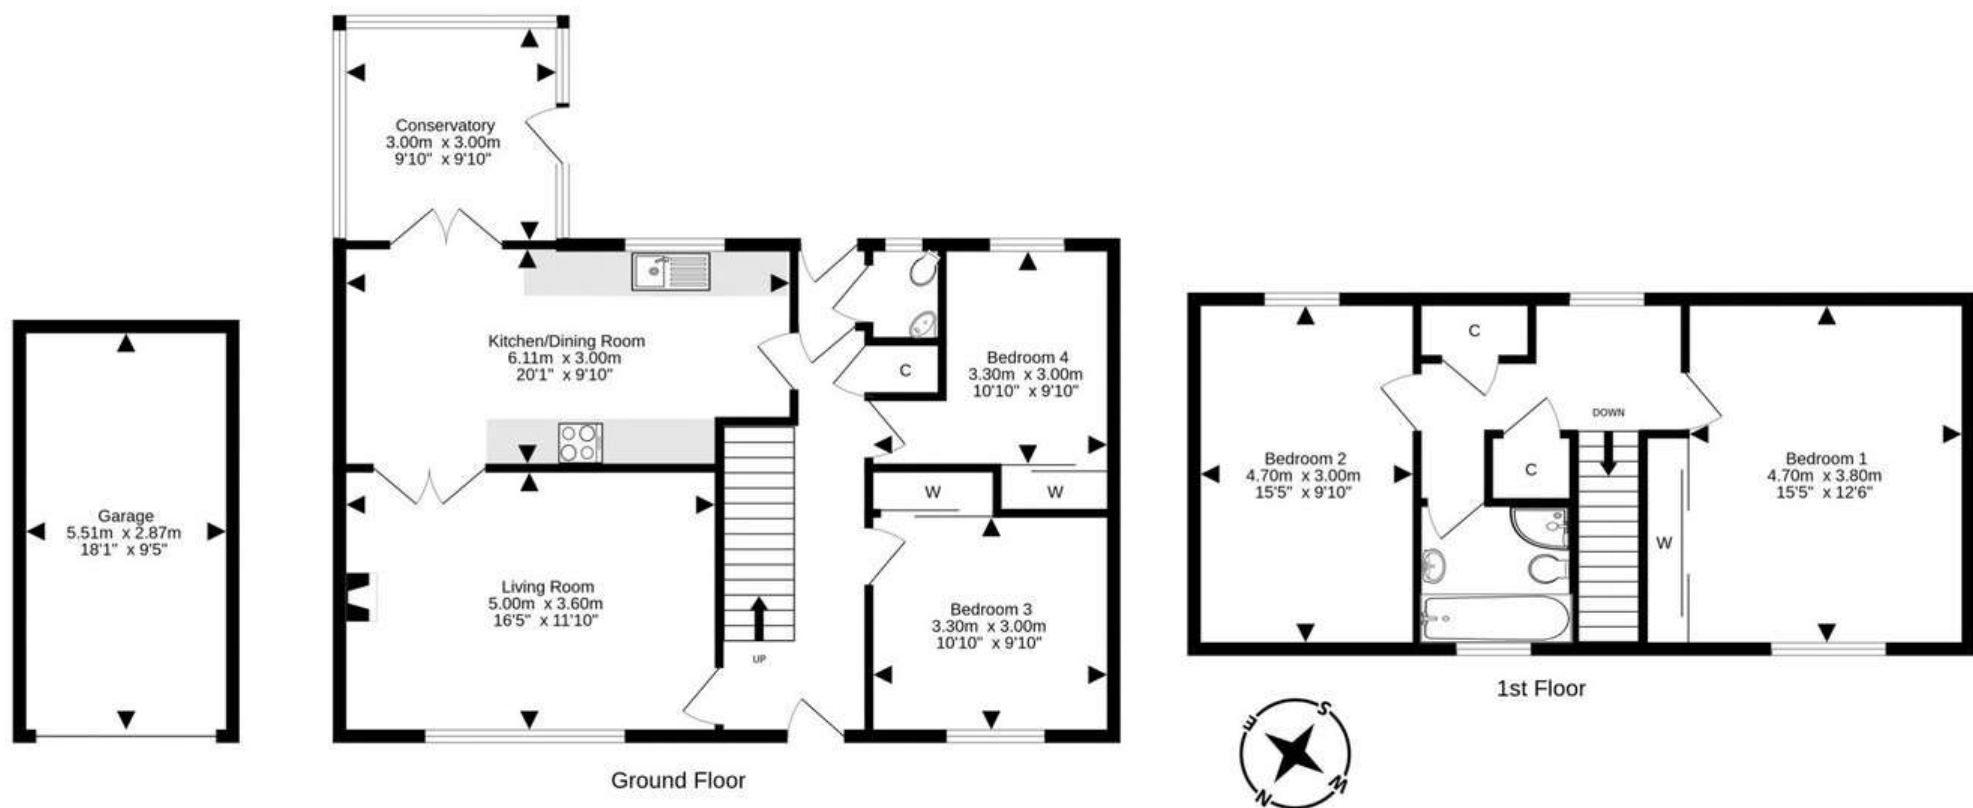 Conservatory
3.00m x 3.00m
9'10" x 9'10"
Kitchen/Dining Room
6.11m x 3.00m
20'1" x 9'10"
C
Bedroom 4
3.30m x 3.00m
10'10" x 9'10"
W
W
Garage
5.51m x 2.87m
18'1" x 9'5"
Living Room
5.00m x 3.60m
16'5" x 11'10"
UP
Bedroom 3
3.30m x 3.00m
10'10" x 9'10"
Ground Floor
C
DOWN
C
Bedroom 2
4.70m x 3.00m
15'5" x 9'10"
Bedroom 1
4.70m x 3.80m
15'5" x 12'6"
W
1st Floor
S
E
W
N